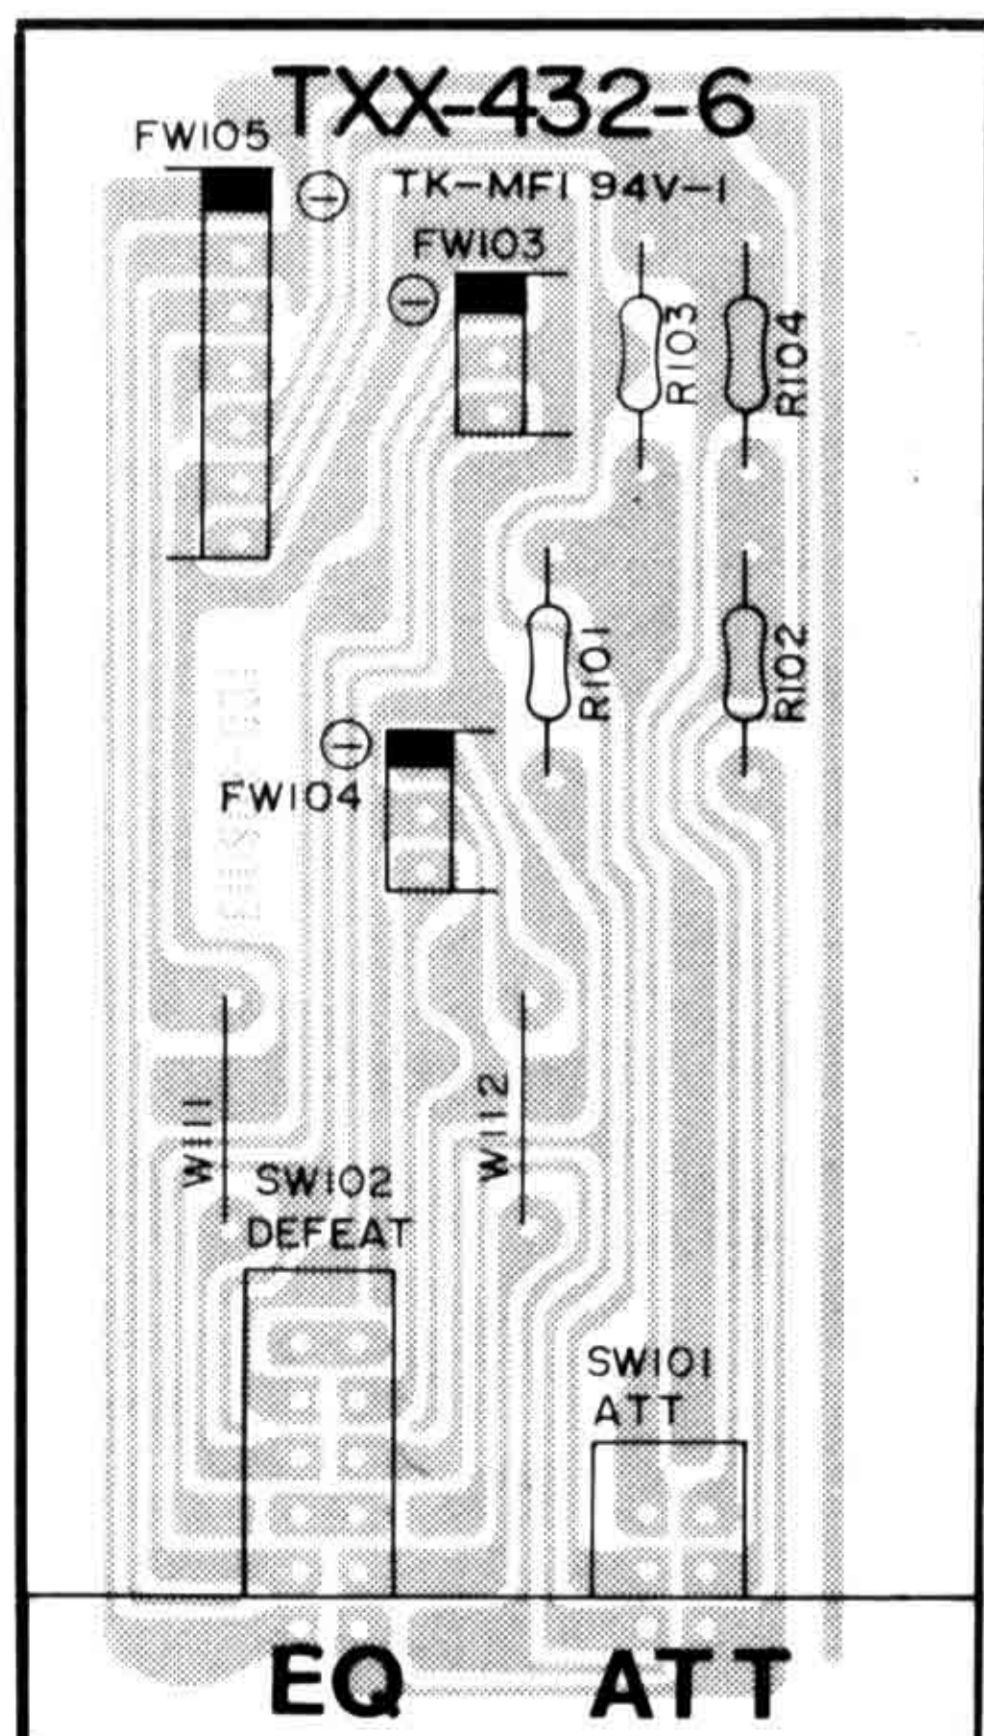 TXX-432-6
FW105
TK-MF1 94V-1
FW103
R103
R104
R101
R102
FW104
W111
W112
SW102
DEFEAT
SW101
ATT
EQ
ATT